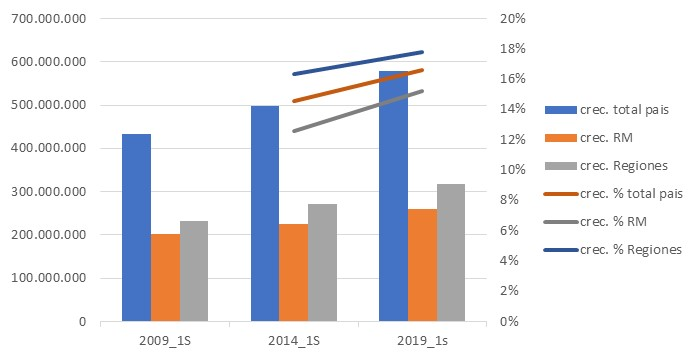 700.000.000
600.000.000
500.000.000
400.000.000
300.000.000
200.000.000
100.000.000
0
20%
18%
16%
14%
12%
10%
8%
6%
4%
2%
0%
2009_1S
2014_1S
2019_1s
crec. total pais
crec. RM
crec. Regiones
crec. % total pais
crec. % RM
crec. % Regiones